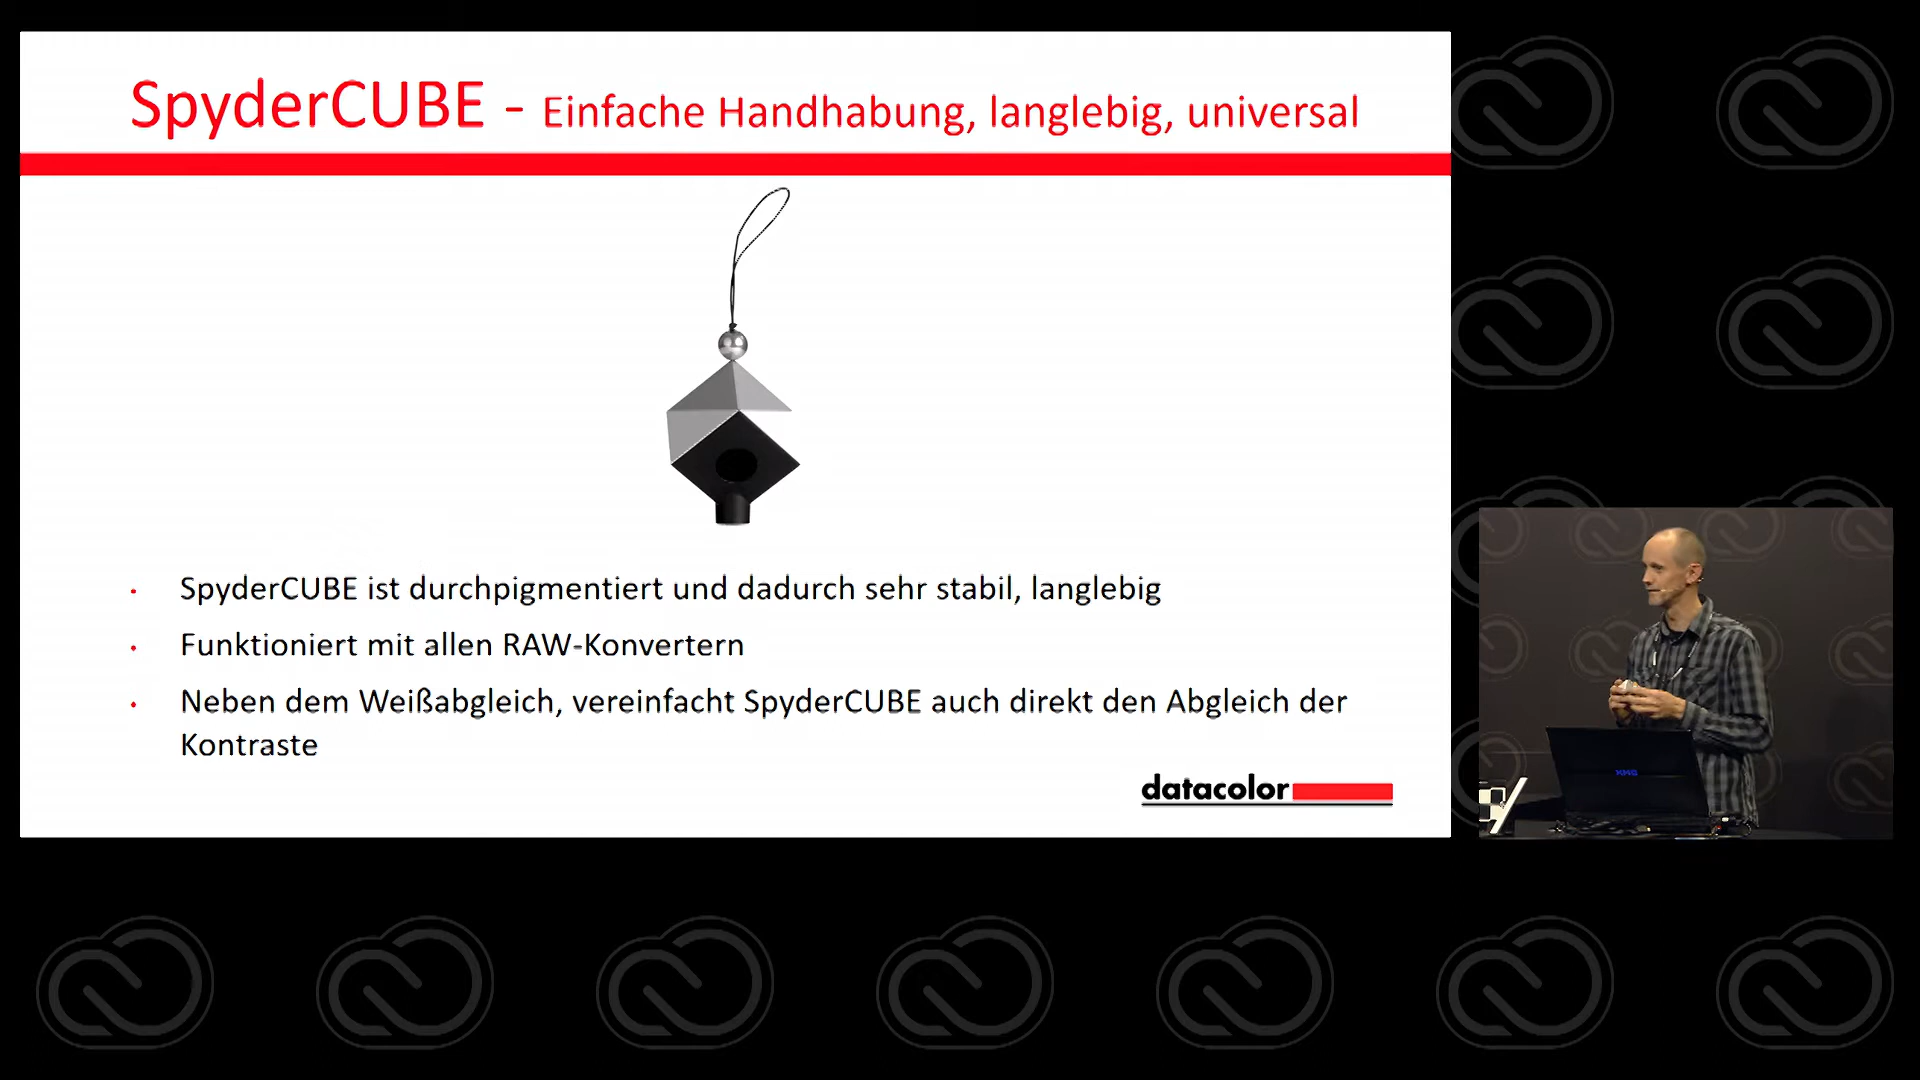 SpyderCUBE - Einfache Handhabung, langlebig, universal
• SpyderCUBE ist durchpigmentiert und dadurch sehr stabil, langlebig
• Funktioniert mit allen RAW-Konvertern
• Neben dem Weißabgleich, vereinfacht SpyderCUBE auch direkt den Abgleich der
Kontraste
datacolor
XMG